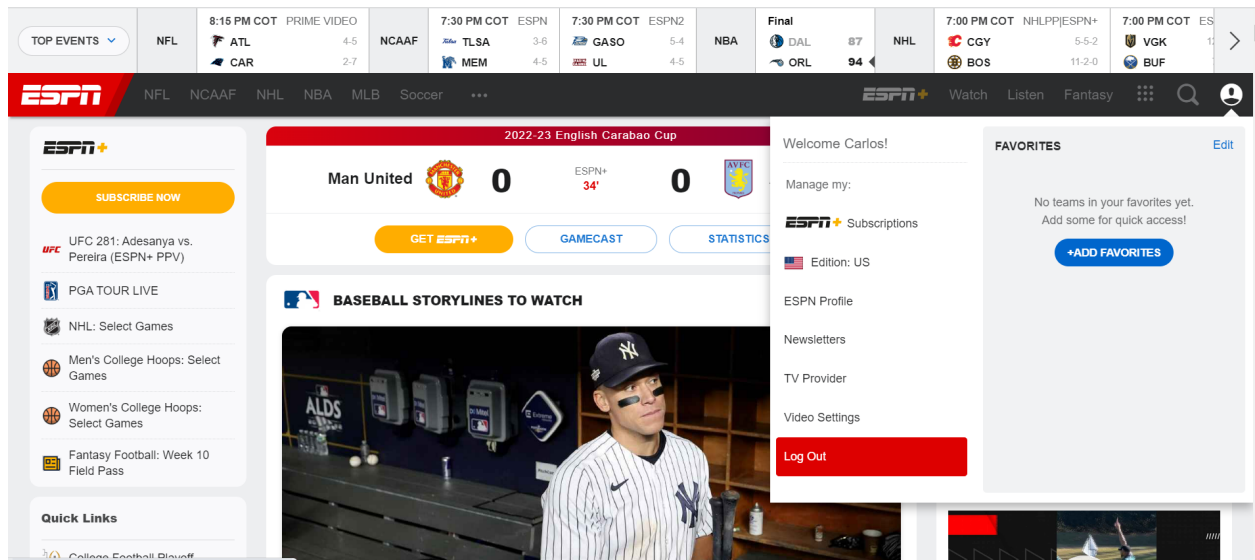 TOP EVENTS
NFL
8:15 PM COT PRIME VIDEO
ATL 4-5
CAR 2-7
NCAAF
7:30 PM COT ESPN
TLSA 3-6
MEM 4-5
7:30 PM COT ESPN2
GASO 5-4
UL 4-5
NBA
Final
DAL 87
ORL 94
NHL
7:00 PM COT NHLPP|ESPN+
CGY 5-5-2
BOS 11-2-0
7:00 PM COT ES
VGK
BUF
ESPN NFL NCAAF NHL NBA MLB Soccer ••• ESPN+ Watch Listen Fantasy
ESPN+
SUBSCRIBE NOW
UFC
UFC 281: Adesanya vs.
Pereira (ESPN+ PPV)
PGA TOUR LIVE
NHL: Select Games
Men's College Hoops: Select
Games
Women's College Hoops:
Select Games
Fantasy Football: Week 10
Field Pass
Quick Links
College Football Playoff
2022-23 English Carabao Cup
Man United 0
ESPN+
34'
0
AVFC
GET ESPN+
GAMECAST
STATISTICS
BASEBALL STORYLINES TO WATCH
ALDS
NY
NY
Welcome Carlos!
Manage my:
ESPN+ Subscriptions
Edition: US
ESPN Profile
Newsletters
TV Provider
Video Settings
Log Out
FAVORITES
Edit
No teams in your favorites yet.
Add some for quick access!
+ADD FAVORITES